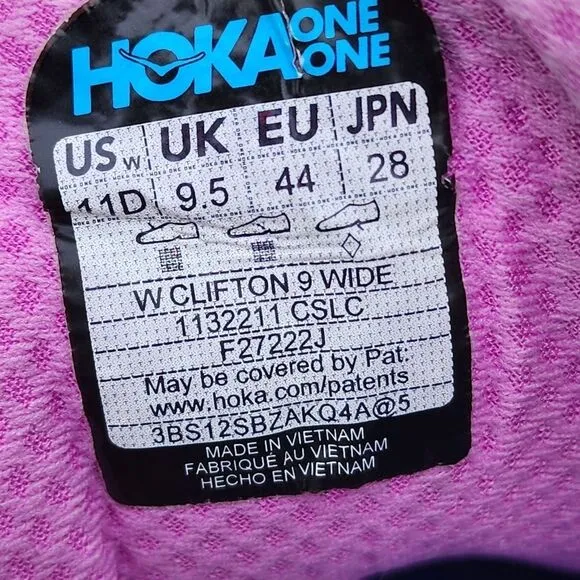 HOKA ONE ONE
US W UK EU JPN
11D 9.5 44 28
W CLIFTON 9 WIDE
1132211 CSLC
F27222J
May be covered by Pat:
www.hoka.com/patents
3BS12SBZAKQ4A@5
MADE IN VIETNAM
FABRIQUÉ AU VIETNAM
HECHO EN VIETNAM